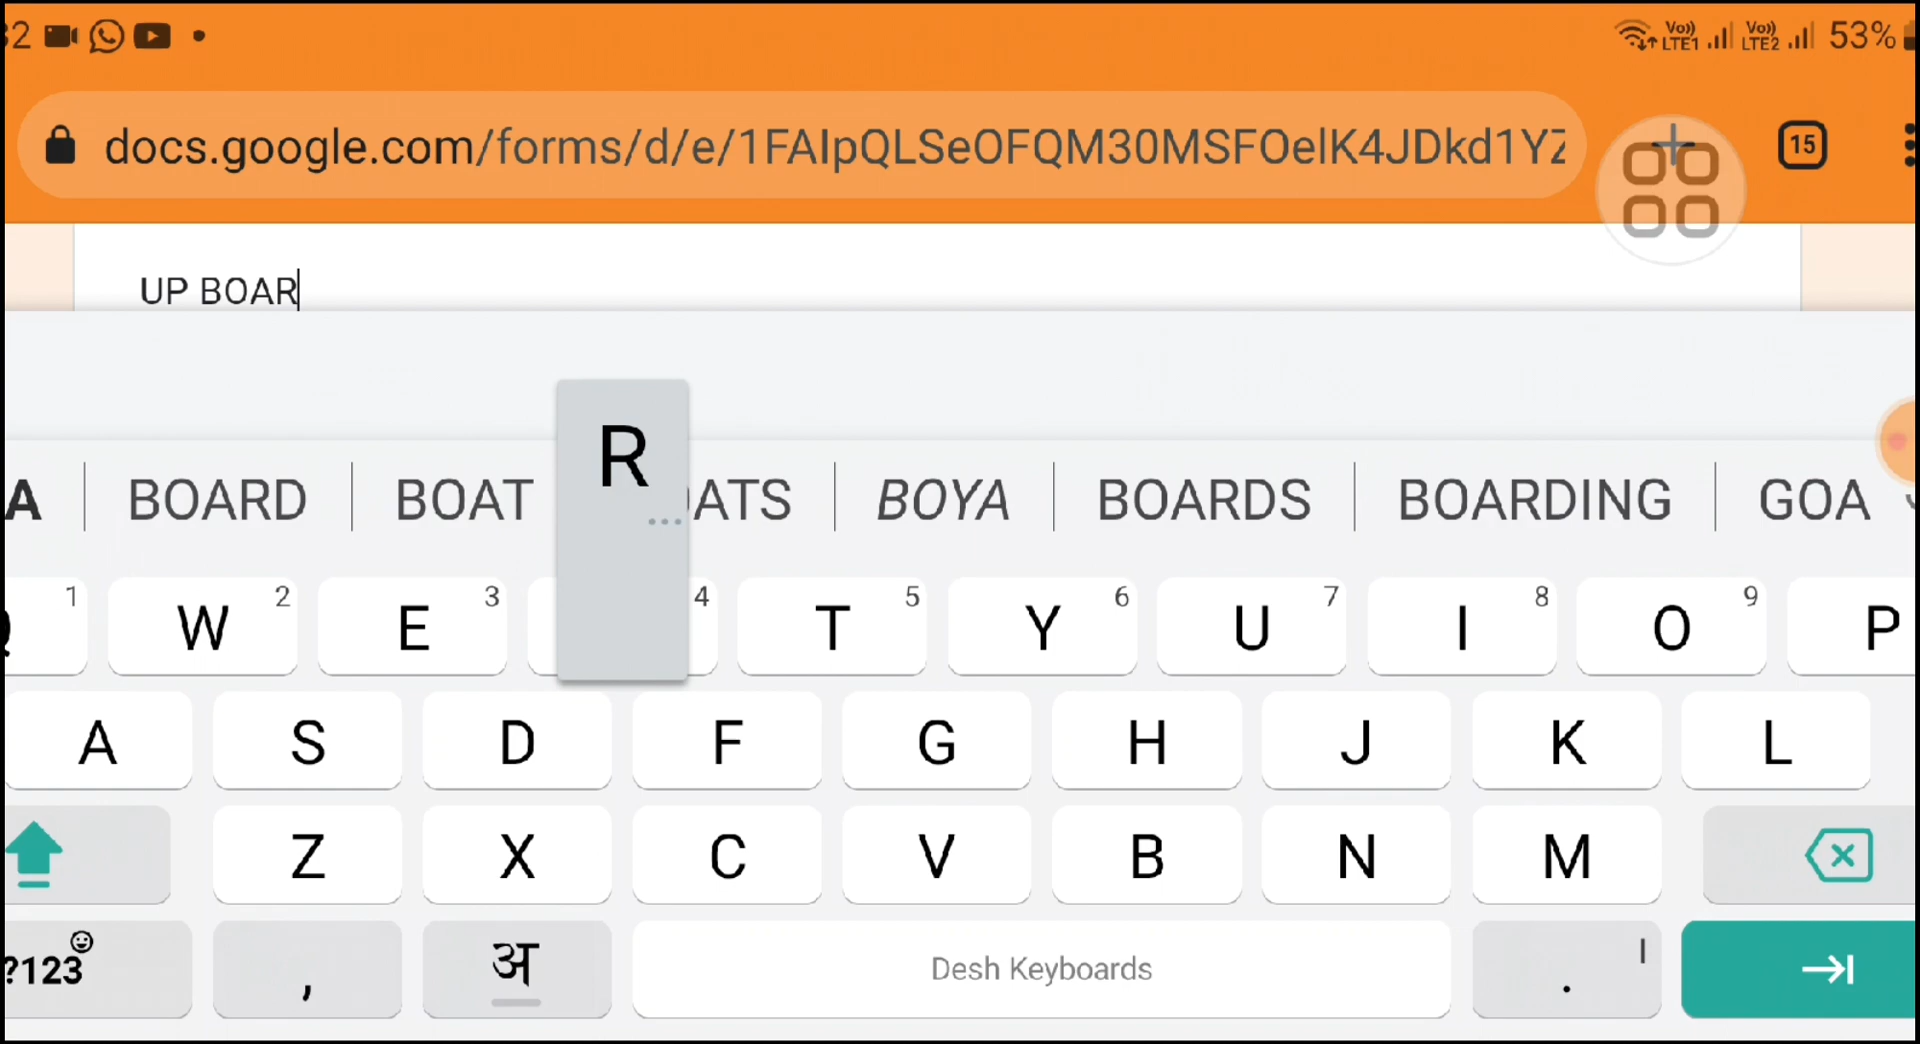 32 Vo)) LTE1 Vo)) LTE2 53%
docs.google.com/forms/d/e/1FAIpQLSeOFQM30MSFOelK4JDkd1YZ
15
UP BOAR
R
A BOARD BOAT ATS BOYA BOARDS BOARDING GOA
1 W 2 E 3 4 T 5 Y 6 U 7 I 8 O 9 P
A S D F G H J K L
Z X C V B N M
?123 , अ Desh Keyboards . |